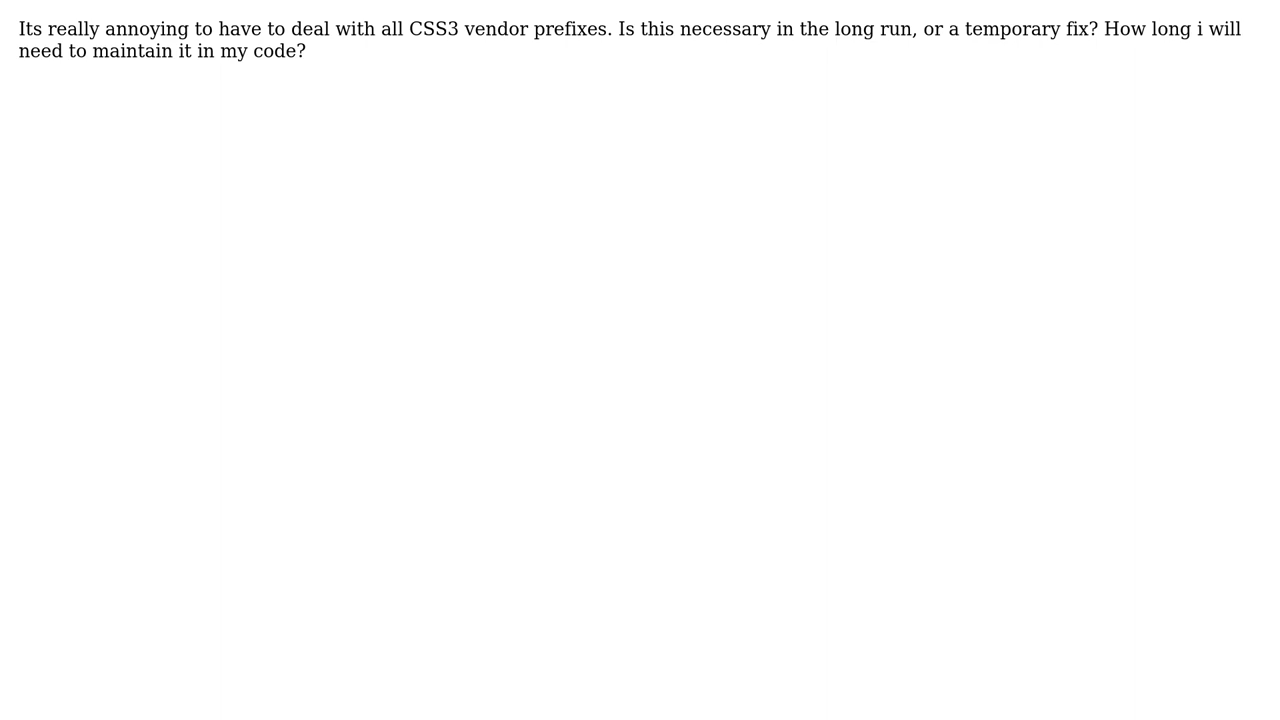 Its really annoying to have to deal with all CSS3 vendor prefixes. Is this necessary in the long run, or a temporary fix? How long i will
need to maintain it in my code?